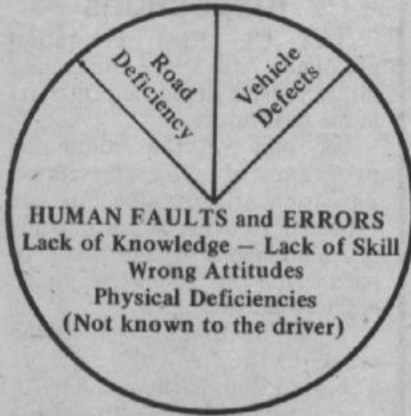 Road
Deficiency
Vehicle
Defects
HUMAN FAULTS and ERRORS
Lack of Knowledge – Lack of Skill
Wrong Attitudes
Physical Deficiencies
(Not known to the driver)